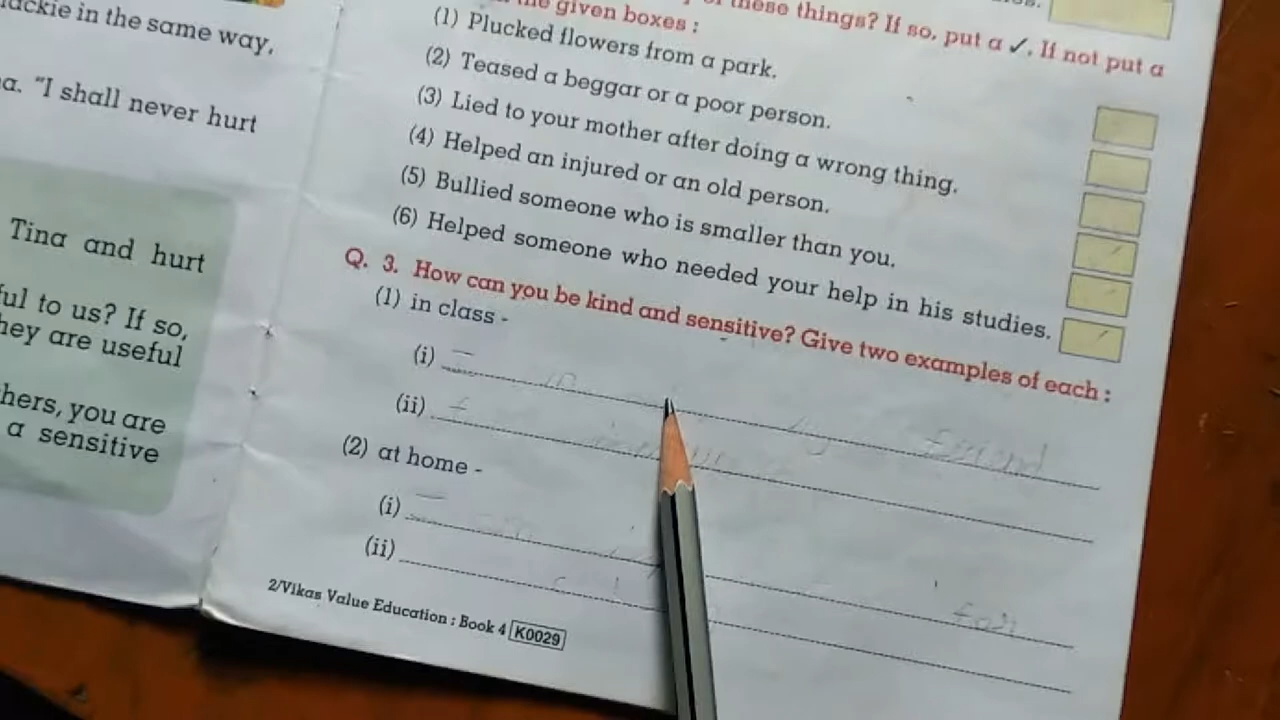 ackie in the same way,
a. "I shall never hurt
Tina and hurt
ful to us? If so,
hey are useful
hers, you are
a sensitive
these things? If so, put a ✓, If not put a
the given boxes :
(1) Plucked flowers from a park.
(2) Teased a beggar or a poor person.
(3) Lied to your mother after doing a wrong thing.
(4) Helped an injured or an old person.
(5) Bullied someone who is smaller than you.
(6) Helped someone who needed your help in his studies.
Q. 3. How can you be kind and sensitive? Give two examples of each :
(1) in class -
(i) friend
(ii)
(2) at home -
(i) for
(ii)
2/Vikas Value Education : Book 4 K0029